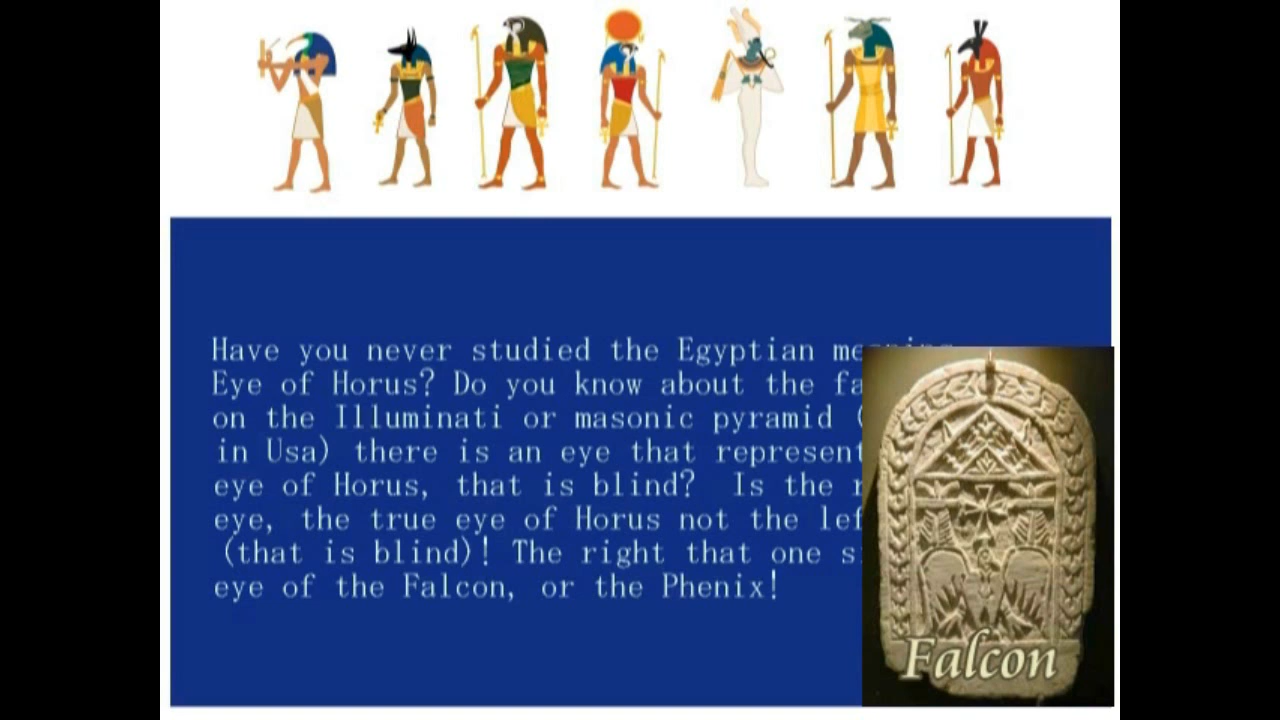 Have you never studied the Egyptian meaning
Eye of Horus? Do you know about the
on the Illuminati or masonic pyramid (
in Usa) there is an eye that represent
eye of Horus, that is blind? Is the
eye, the true eye of Horus not the
(that is blind)! The right that one
eye of the Falcon, or the Phenix!
Falcon